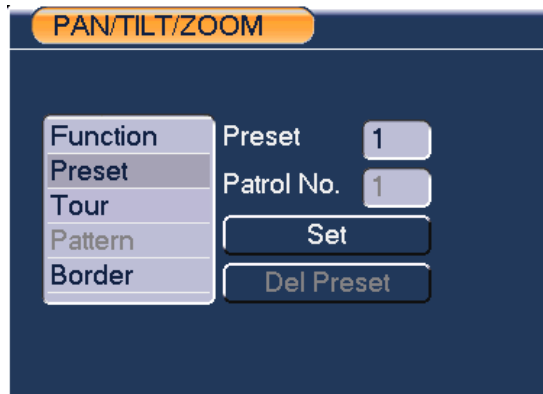 PAN/TILT/ZOOM
Function
Preset
Tour
Pattern
Border
Preset 1
Patrol No. 1
Set
Del Preset